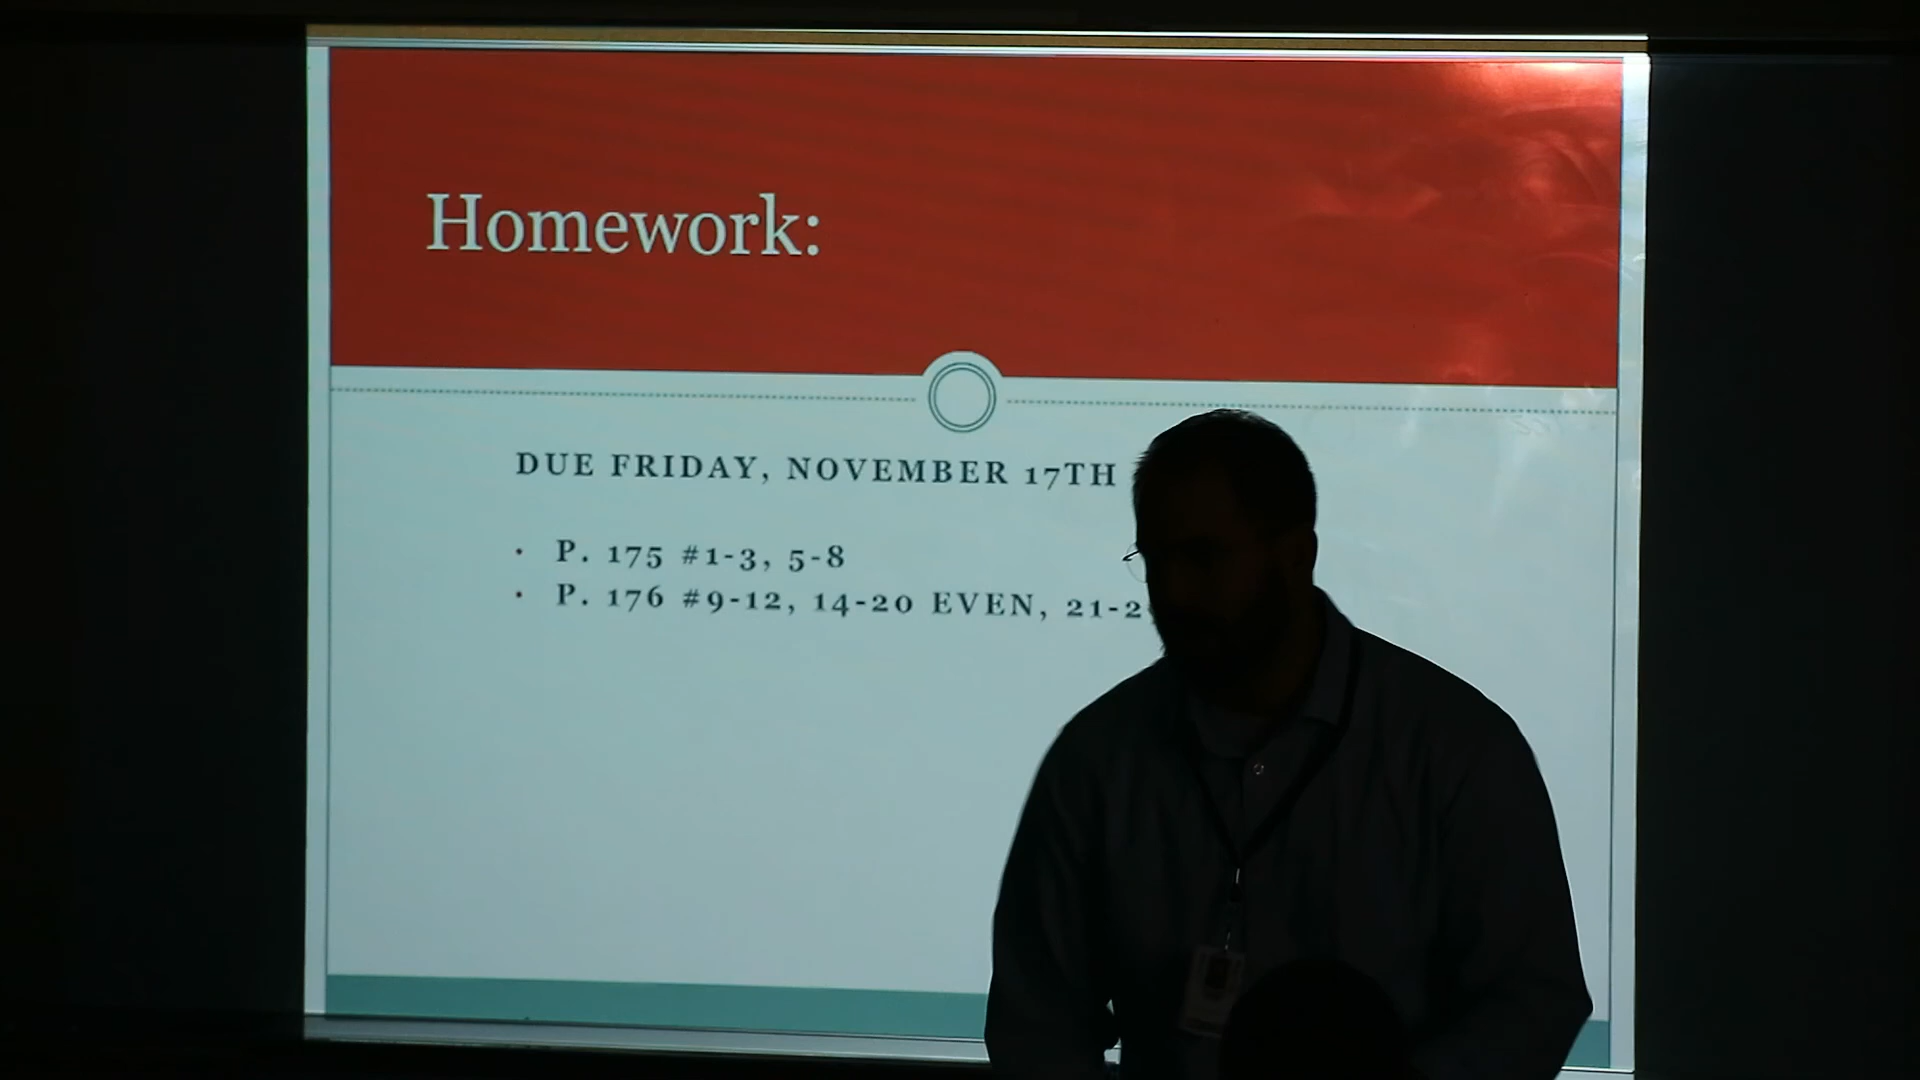 Homework:
DUE FRIDAY, NOVEMBER 17TH
• P. 175 #1-3, 5-8
• P. 176 #9-12, 14-20 EVEN,